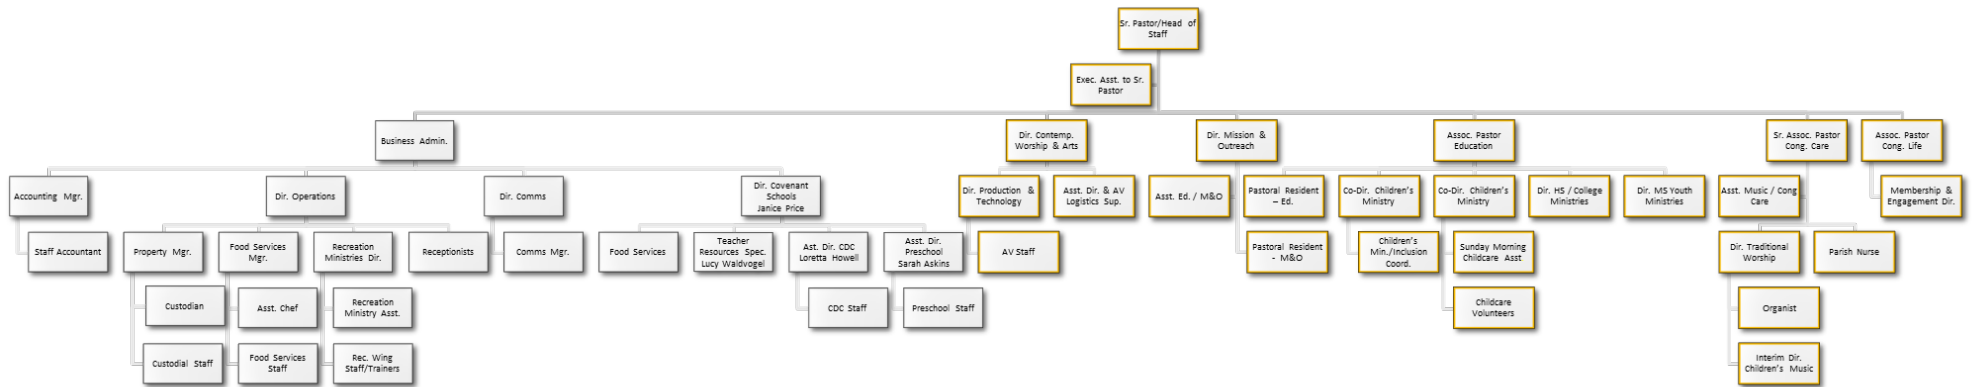 Sr. Pastor/Head of
Staff
Exec. Asst. to Sr.
Pastor
Business Admin.
Dir. Contemp.
Worship & Arts
Dir. Mission &
Outreach
Assoc. Pastor
Education
Sr. Assoc. Pastor
Cong. Care
Assoc. Pastor
Cong. Life
Accounting Mgr.
Dir. Operations
Dir. Comms
Dir. Covenant
Schools
Janice Price
Dir. Production &
Technology
Asst. Dir. & AV
Logistics Sup.
Asst. Ed. / M&O
Pastoral Resident
– Ed.
Co-Dir. Children's
Ministry
Co-Dir. Children's
Ministry
Dir. HS / College
Ministries
Dir. MS Youth
Ministries
Asst. Music / Cong
Care
Membership &
Engagement Dir.
Staff Accountant
Property Mgr.
Food Services
Mgr.
Recreation
Ministries Dir.
Receptionists
Comms Mgr.
Food Services
Teacher
Resources Spec.
Lucy Waldvogel
Ast. Dir. CDC
Loretta Howell
Asst. Dir.
Preschool
Sarah Askins
AV Staff
Pastoral Resident
- M&O
Children's
Min./Inclusion
Coord.
Sunday Morning
Childcare Asst
Dir. Traditional
Worship
Parish Nurse
Custodian
Asst. Chef
Recreation
Ministry Asst.
CDC Staff
Preschool Staff
Childcare
Volunteers
Organist
Custodial Staff
Food Services
Staff
Rec. Wing
Staff/Trainers
Interim Dir.
Children's Music